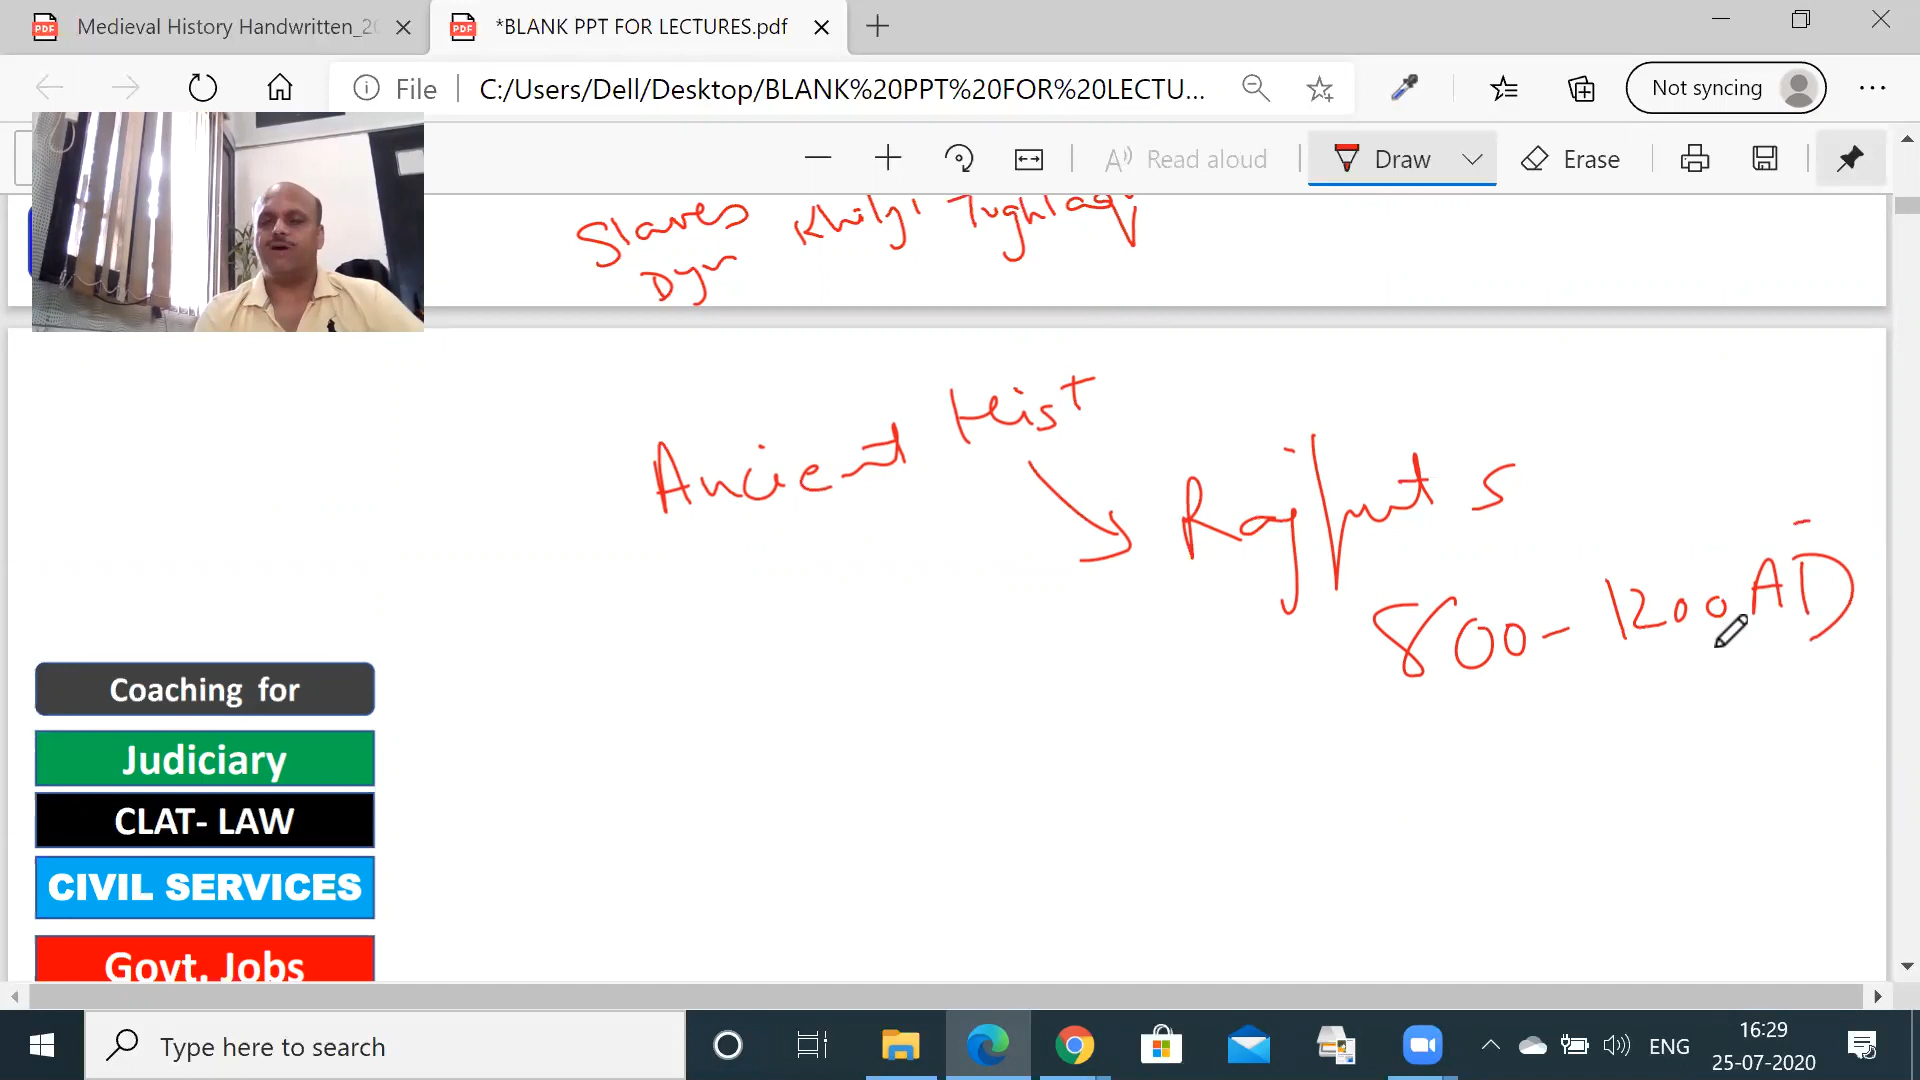 Medieval History Handwritten_20
*BLANK PPT FOR LECTURES.pdf
File
C:/Users/Dell/Desktop/BLANK%20PPT%20FOR%20LECTU...
Not syncing
Read aloud
Draw
Erase
Slaves Khilgi Tughlaq
Dyn
Ancient Hist
Rajputs
800-1200 AD
Coaching for
Judiciary
CLAT- LAW
CIVIL SERVICES
Govt. Jobs
Type here to search
ENG
16:29
25-07-2020